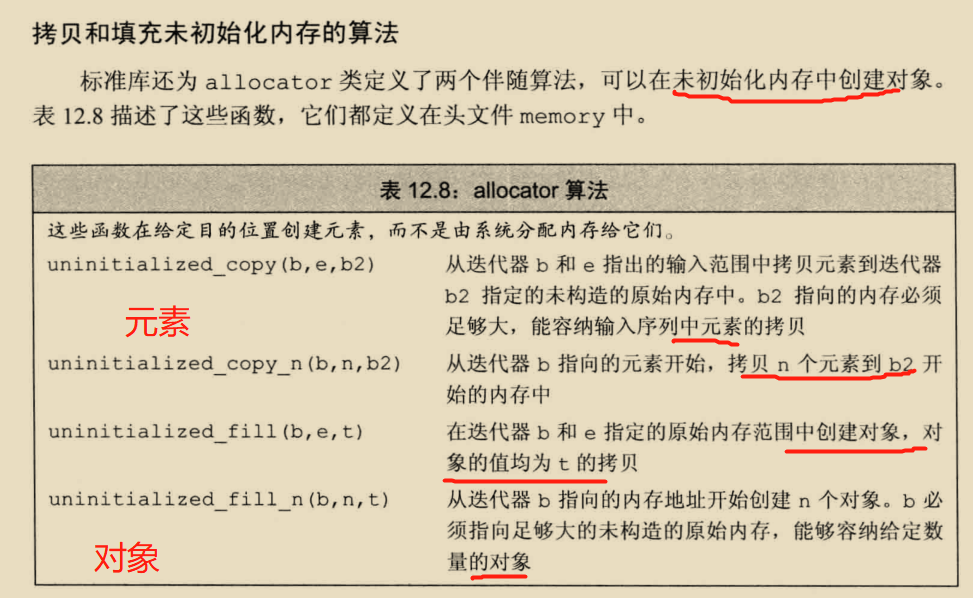 拷贝和填充未初始化内存的算法
标准库还为 allocator 类定义了两个伴随算法，可以在未初始化内存中创建对象。
表 12.8 描述了这些函数，它们都定义在头文件 memory 中。
表 12.8：allocator 算法
这些函数在给定目的位置创建元素，而不是由系统分配内存给它们。
uninitialized_copy(b,e,b2)
从迭代器 b 和 e 指出的输入范围中拷贝元素到迭代器
b2 指定的未构造的原始内存中。b2 指向的内存必须
足够大，能容纳输入序列中元素的拷贝
元素
uninitialized_copy_n(b,n,b2)
从迭代器 b 指向的元素开始，拷贝 n 个元素到 b2 开
始的内存中
uninitialized_fill(b,e,t)
在迭代器 b 和 e 指定的原始内存范围中创建对象，对
象的值均为 t 的拷贝
uninitialized_fill_n(b,n,t)
从迭代器 b 指向的内存地址开始创建 n 个对象。b 必
须指向足够大的未构造的原始内存，能够容纳给定数
量的对象
对象